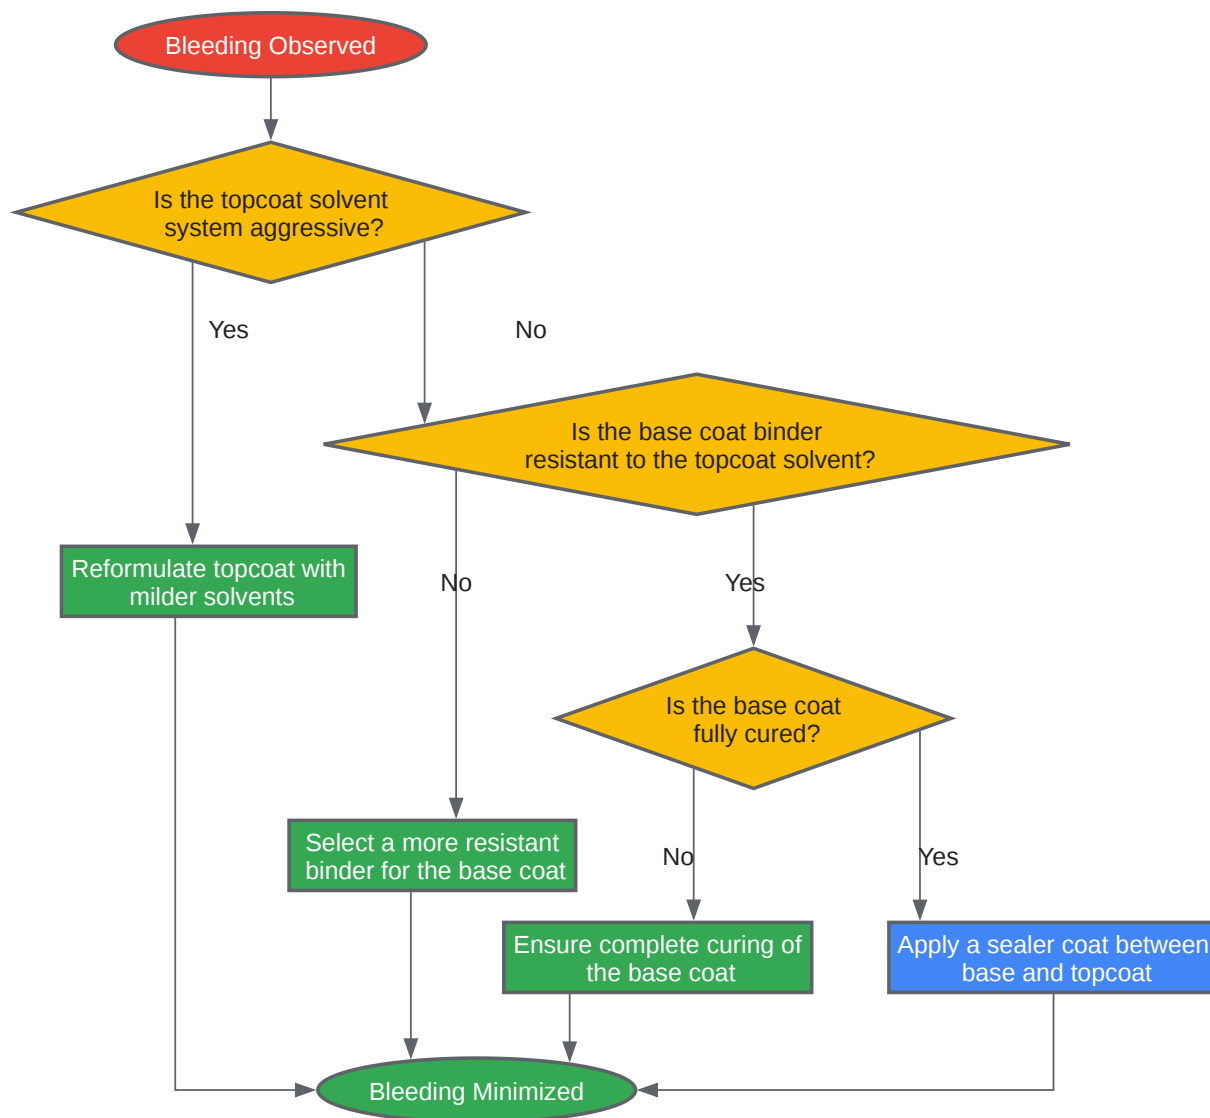 Bleeding Observed
Is the topcoat solvent
system aggressive?
Yes
No
Is the base coat binder
resistant to the topcoat solvent?
Reformulate topcoat with
milder solvents
No
Yes
Is the base coat
fully cured?
Select a more resistant
binder for the base coat
No
Yes
Ensure complete curing of
the base coat
Apply a sealer coat between
base and topcoat
Bleeding Minimized